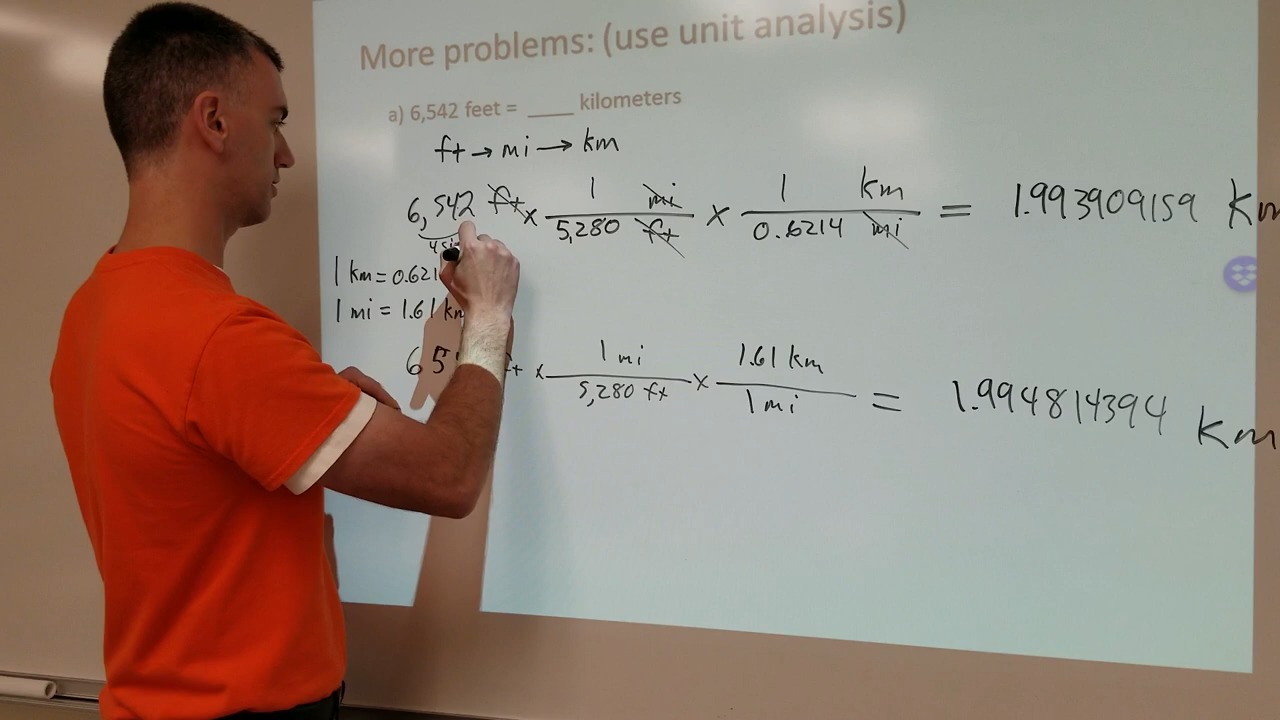 More problems: (use unit analysis)
a) 6,542 feet = ____ kilometers
ft → mi → km
6,542 ft x 1 mi / 5,280 ft x 1 km / 0.6214 mi = 1.993909159 km
1 km = 0.621
1 mi = 1.61 km
65 x 1 mi / 5,280 ft x 1.61 km / 1 mi = 1.994814394 km